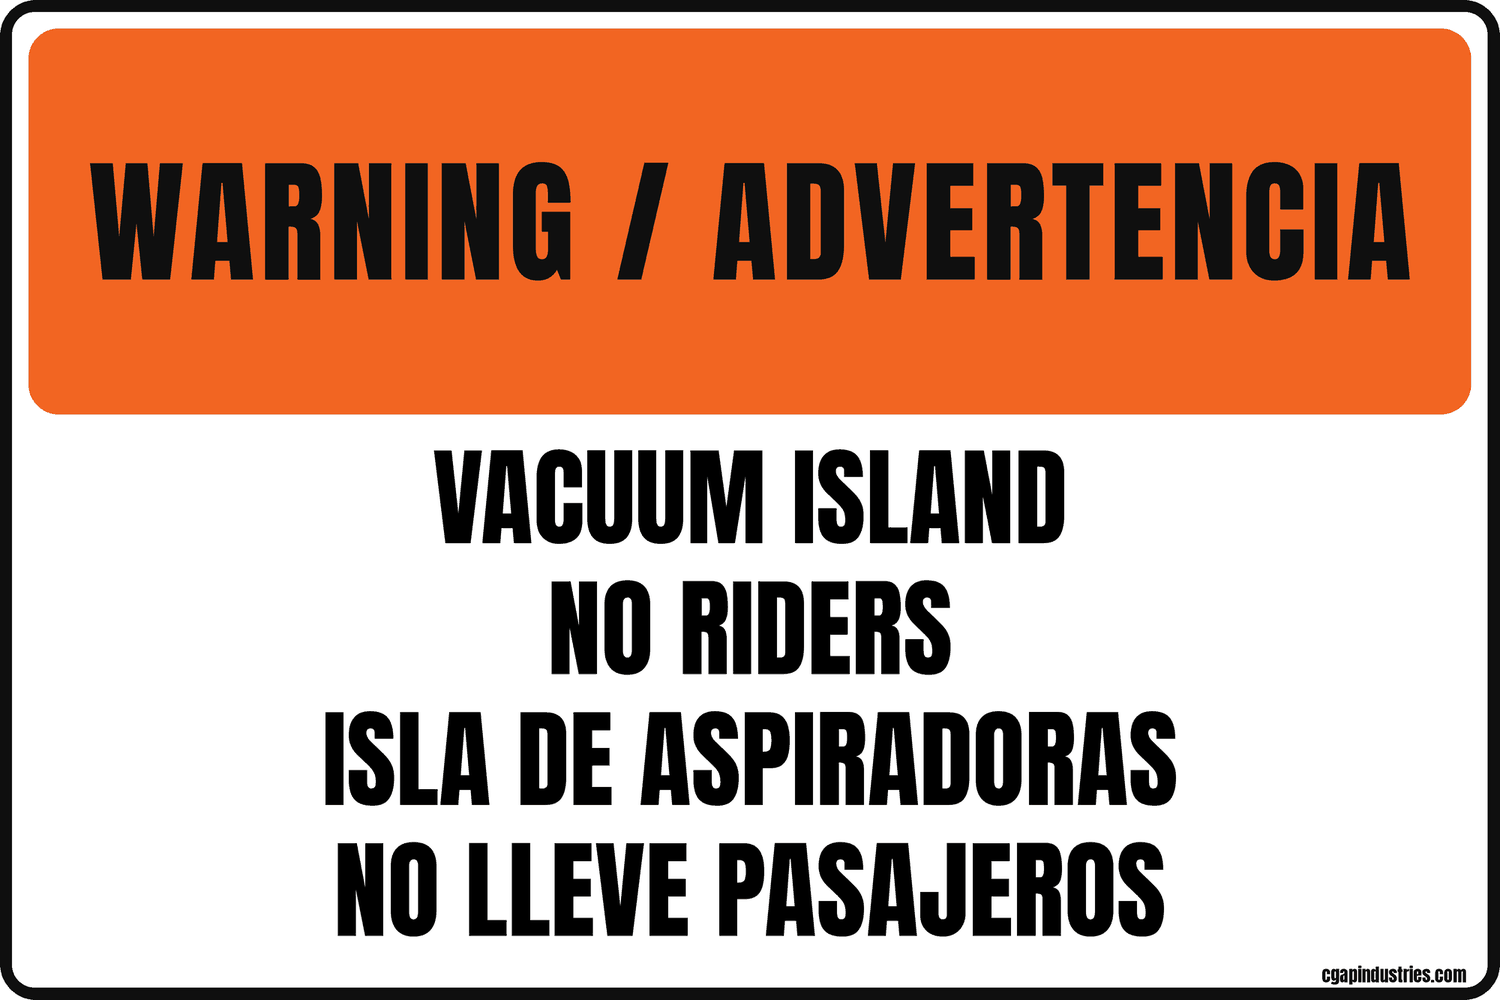 WARNING / ADVERTENCIA
VACUUM ISLAND
NO RIDERS
ISLA DE ASPIRADORAS
NO LLEVE PASAJEROS
cgapindustries.com